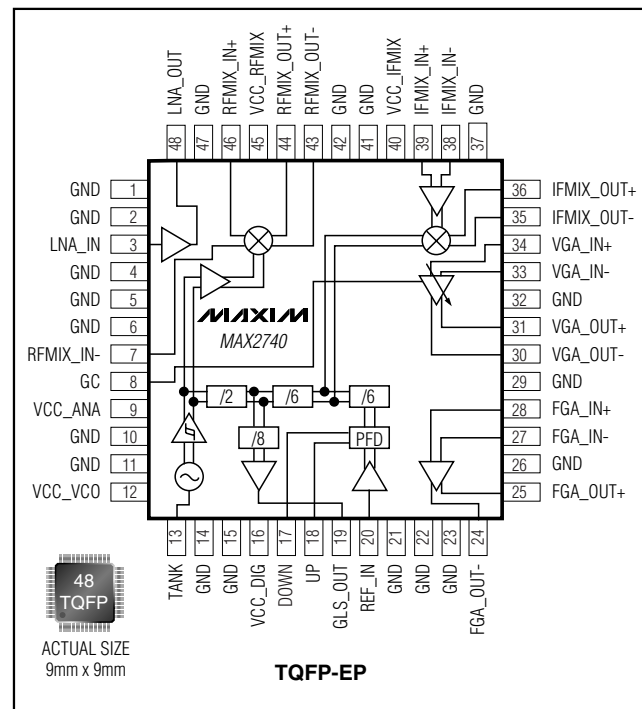 LNA_OUT
GND
RFMIX_IN+
VCC_RFMIX
RFMIX_OUT+
RFMIX_OUT-
GND
GND
VCC_IFMIX
IFMIX_IN+
IFMIX_IN-
GND
48 47 46 45 44 43 42 41 40 39 38 37
GND 1
GND 2
LNA_IN 3
GND 4
GND 5
GND 6
RFMIX_IN- 7
GC 8
VCC_ANA 9
GND 10
GND 11
VCC_VCO 12
MAXIM
MAX2740
/2 /6 /6
/8 PFD
36 IFMIX_OUT+
35 IFMIX_OUT-
34 VGA_IN+
33 VGA_IN-
32 GND
31 VGA_OUT+
30 VGA_OUT-
29 GND
28 FGA_IN+
27 FGA_IN-
26 GND
25 FGA_OUT+
13 14 15 16 17 18 19 20 21 22 23 24
TANK
GND
GND
VCC_DIG
DOWN
UP
GLS_OUT
REF_IN
GND
GND
GND
FGA_OUT-
48
TQFP
ACTUAL SIZE
9mm x 9mm
TQFP-EP